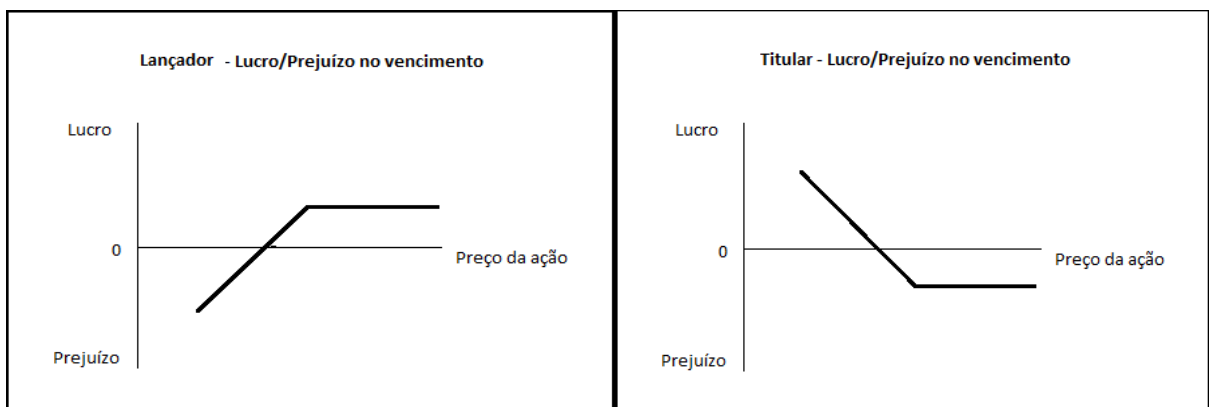 Lançador - Lucro/Prejuízo no vencimento
Lucro
0
Preço da ação
Prejuízo
Titular - Lucro/Prejuízo no vencimento
Lucro
0
Preço da ação
Prejuízo